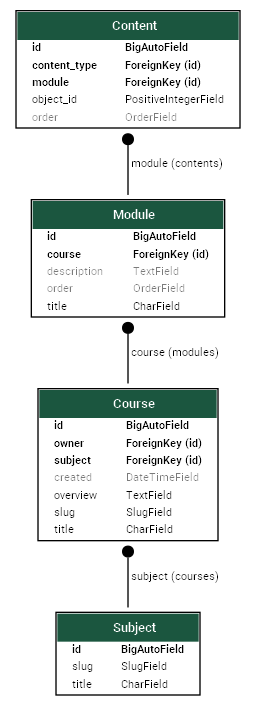 Content
id BigAutoField
content_type ForeignKey (id)
module ForeignKey (id)
object_id PositiveIntegerField
order OrderField
module (contents)
Module
id BigAutoField
course ForeignKey (id)
description TextField
order OrderField
title CharField
course (modules)
Course
id BigAutoField
owner ForeignKey (id)
subject ForeignKey (id)
created DateTimeField
overview TextField
slug SlugField
title CharField
subject (courses)
Subject
id BigAutoField
slug SlugField
title CharField